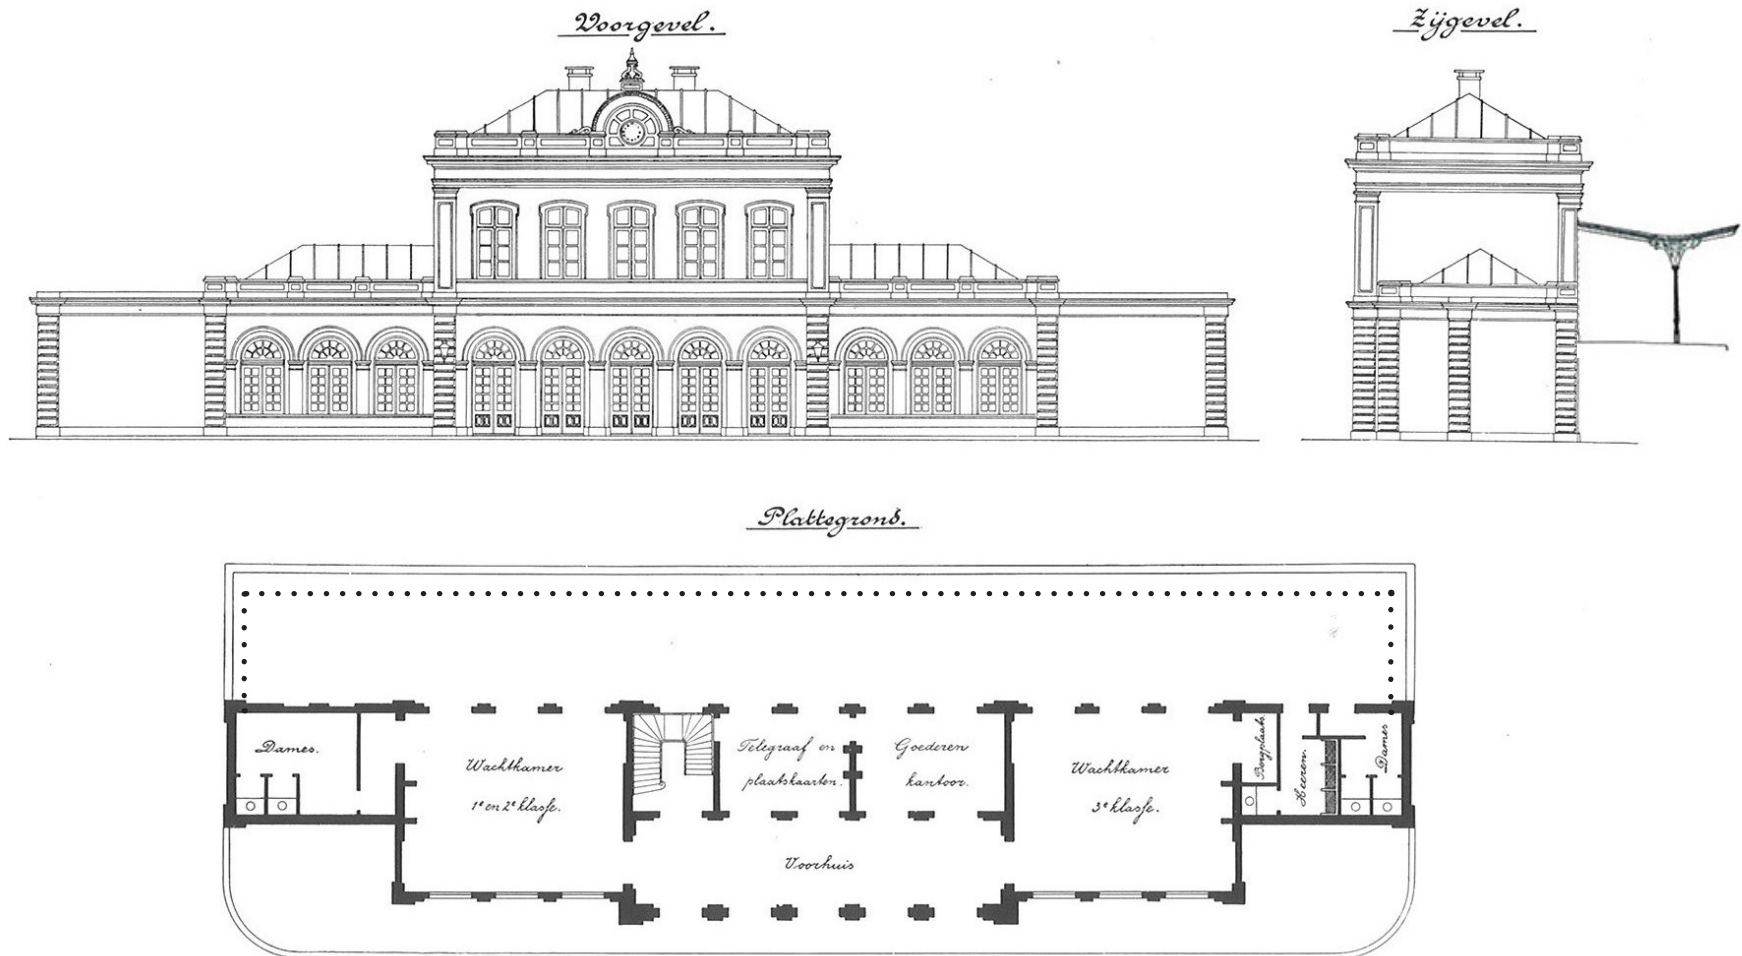 Voorgevel.
Zijgevel.
Plattegrond.
Dames.
Wachtkamer
1e en 2e klasse.
Telegraaf en
plaatskaarten.
Goederen
kantoor.
Voorhuis
Wachtkamer
3e klasse.
Bergplaats.
Heeren.
Dames